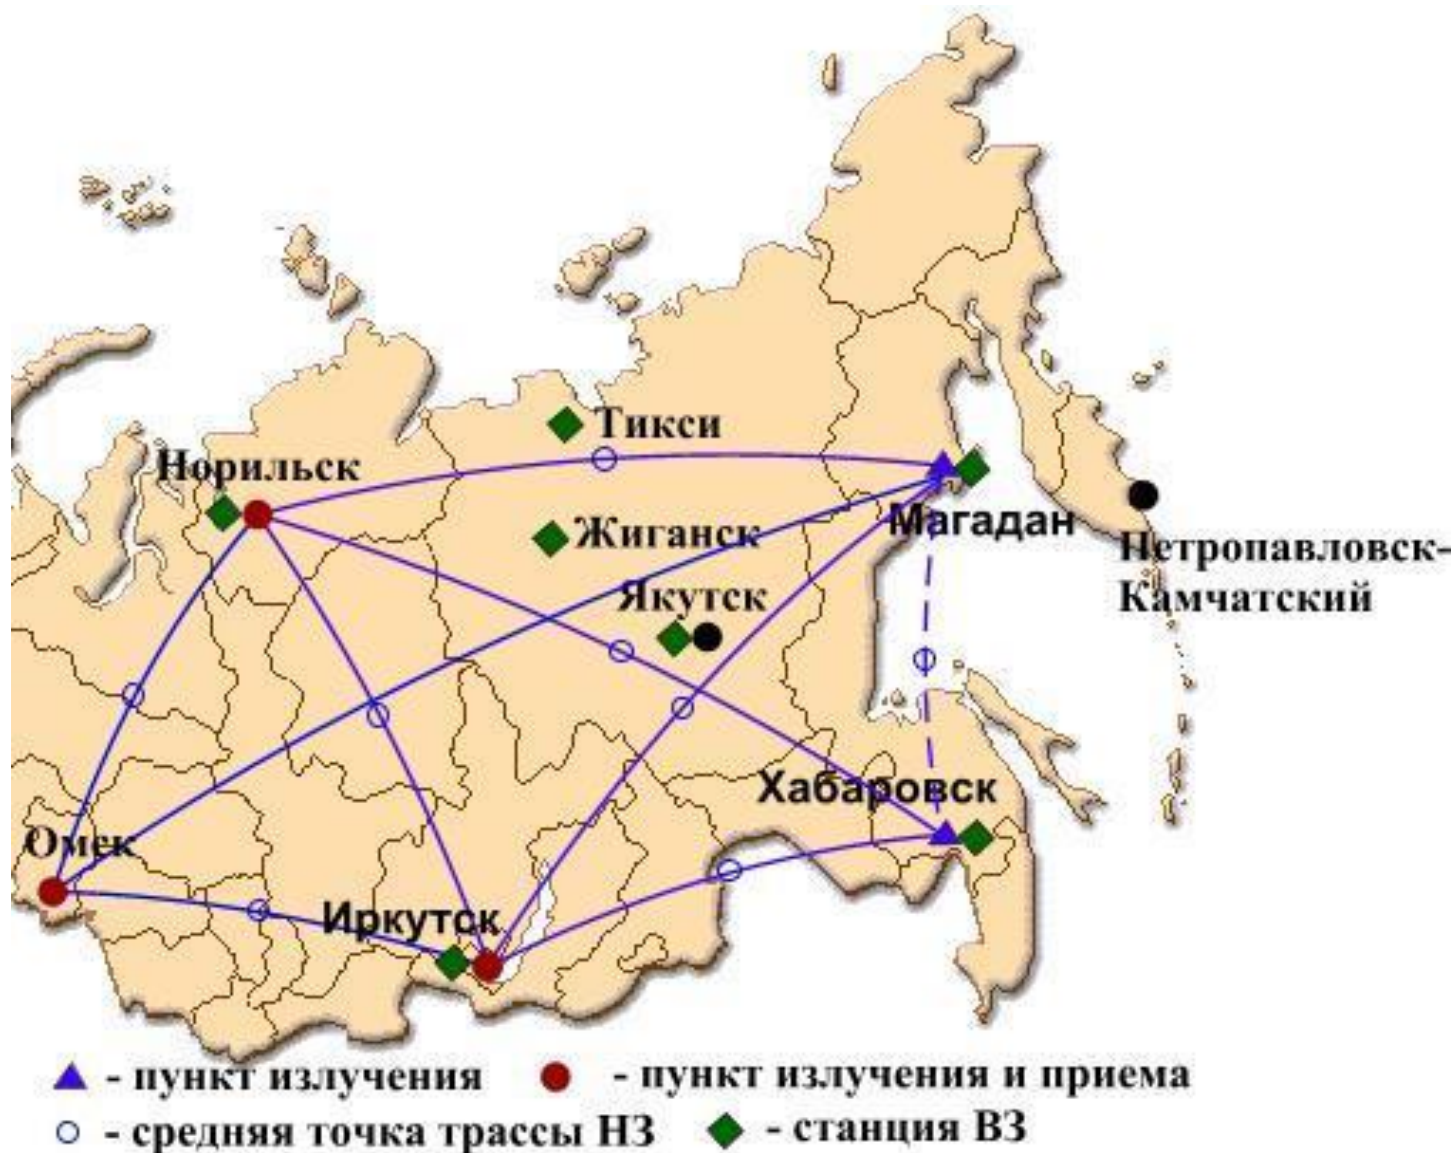 Тикси
Норильск
Магадан
Жиганск
Петропавловск-
Камчатский
Якутск
Хабаровск
Омск
Иркутск
- пункт излучения
- пункт излучения и приема
- средняя точка трассы НЗ
- станция ВЗ